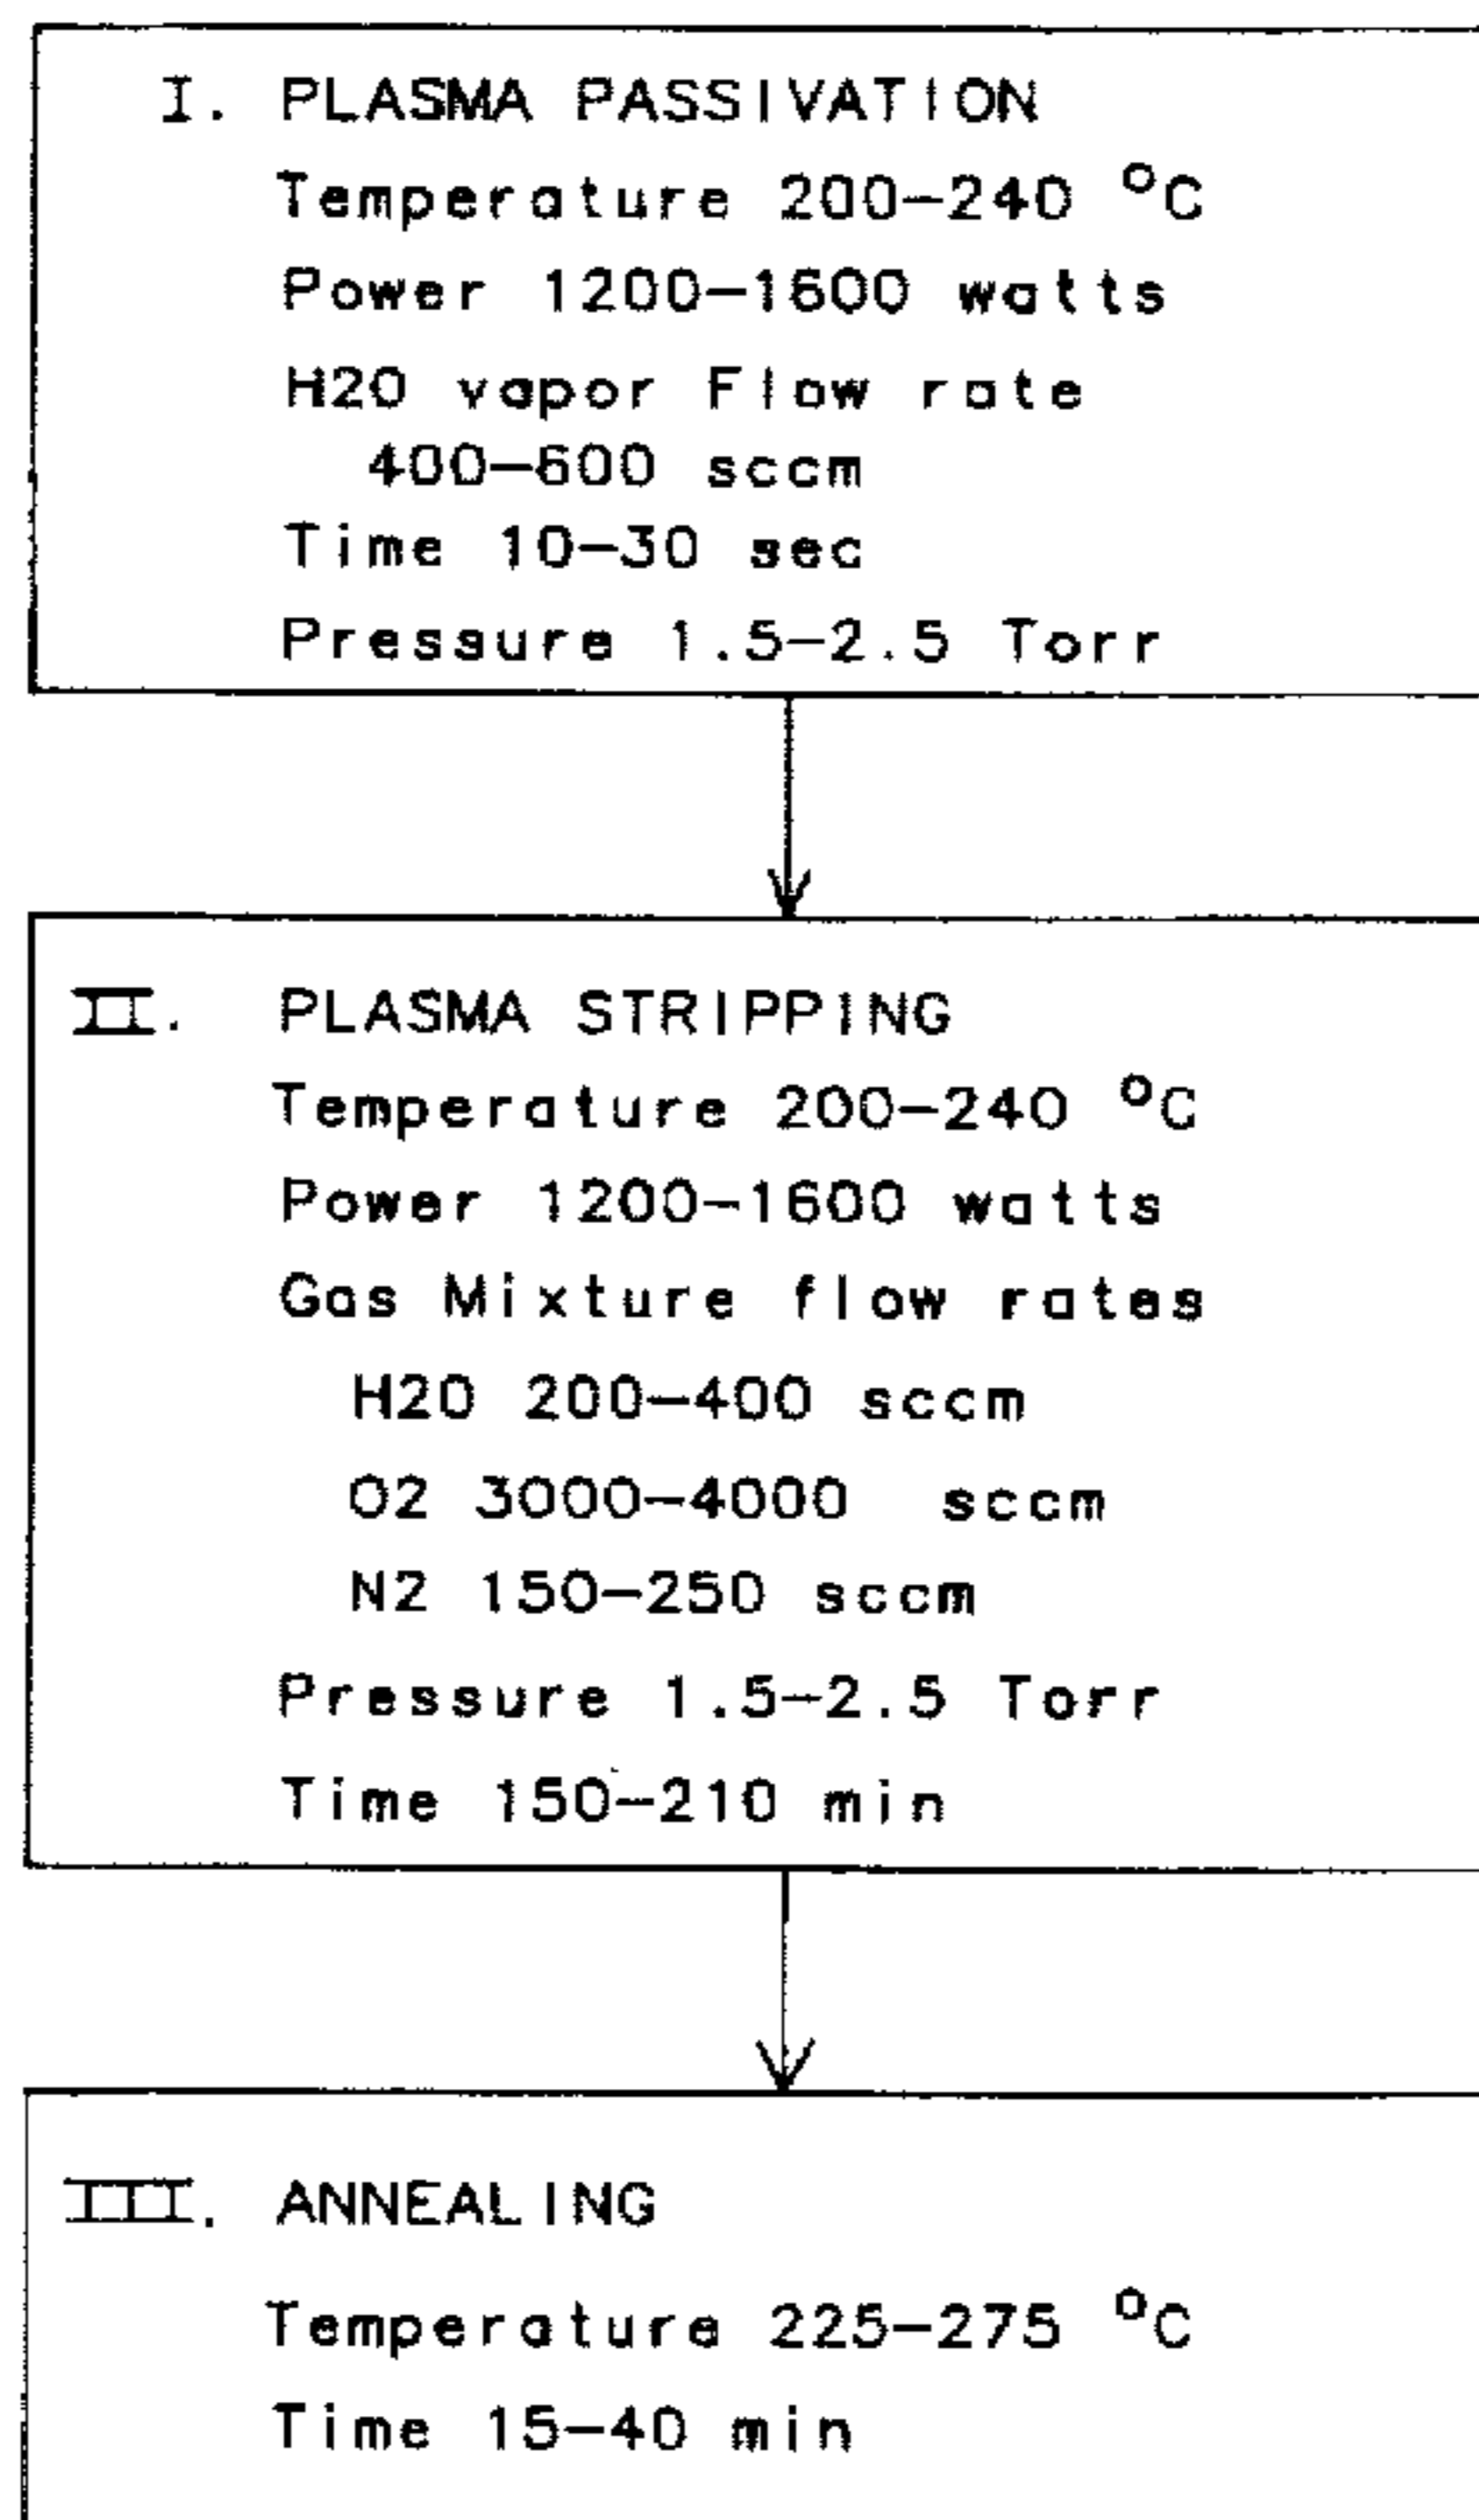 I. PLASMA PASSIVATION
Temperature 200-240 °C
Power 1200-1600 watts
H2O vapor Flow rate
400-600 sccm
Time 10-30 sec
Pressure 1.5-2.5 Torr
II. PLASMA STRIPPING
Temperature 200-240 °C
Power 1200-1600 watts
Gas Mixture flow rates
H2O 200-400 sccm
O2 3000-4000 sccm
N2 150-250 sccm
Pressure 1.5-2.5 Torr
Time 150-210 min
III. ANNEALING
Temperature 225-275 °C
Time 15-40 min